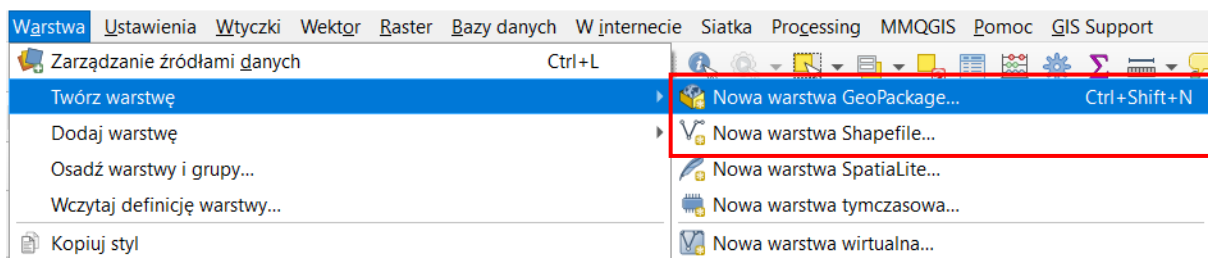 Warstwa Ustawienia Wtyczki Wektor Raster Bazy danych W internecie Siatka Processing MMQGIS Pomoc GIS Support
Zarządzanie źródłami danych Ctrl+L
Twórz warstwę Nowa warstwa GeoPackage... Ctrl+Shift+N
Dodaj warstwę Nowa warstwa Shapefile...
Osadź warstwy i grupy... Nowa warstwa SpatiaLite...
Wczytaj definicję warstwy... Nowa warstwa tymczasowa...
Kopiuj styl Nowa warstwa wirtualna...